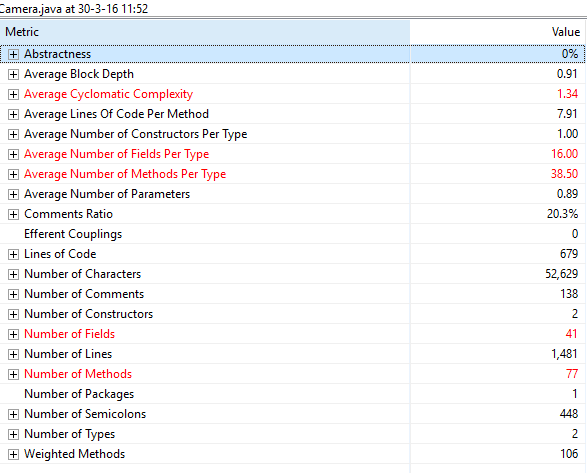 Camera.java at 30-3-16 11:52
Metric Value
Abstractness 0%
Average Block Depth 0.91
Average Cyclomatic Complexity 1.34
Average Lines Of Code Per Method 7.91
Average Number of Constructors Per Type 1.00
Average Number of Fields Per Type 16.00
Average Number of Methods Per Type 38.50
Average Number of Parameters 0.89
Comments Ratio 20.3%
Efferent Couplings 0
Lines of Code 679
Number of Characters 52,629
Number of Comments 138
Number of Constructors 2
Number of Fields 41
Number of Lines 1,481
Number of Methods 77
Number of Packages 1
Number of Semicolons 448
Number of Types 2
Weighted Methods 106